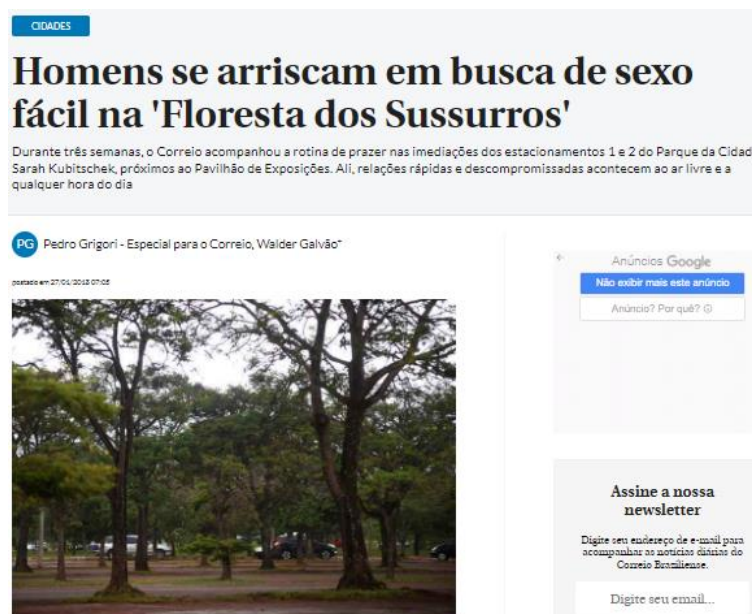 CIDADES
Homens se arriscam em busca de sexo
fácil na 'Floresta dos Sussurros'
Durante três semanas, o Correio acompanhou a rotina de prazer nas imediações dos estacionamentos 1 e 2 do Parque da Cidad
Sarah Kubitschek, próximos ao Pavilhão de Exposições. Ali, relações rápidas e descompromissadas acontecem ao ar livre e a
qualquer hora do dia
PG Pedro Grigori - Especial para o Correio, Walder Galvão*
postado em 27/01/2018 07:05
Anúncios Google
Não exibir mais este anúncio
Anúncio? Por quê?
Assine a nossa
newsletter
Digite seu endereço de e-mail para
acompanhar as notícias diárias do
Correio Braziliense.
Digite seu email...